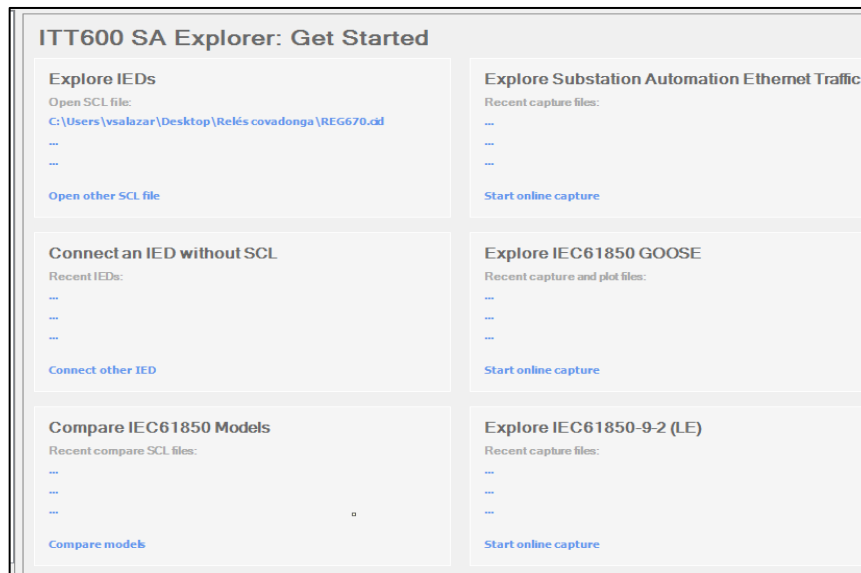 ITT600 SA Explorer: Get Started
Explore IEDs
Open SCL file:
C:\Users\vsalazar\Desktop\Relés covadonga\REG670.cid
...
...
Open other SCL file
Explore Substation Automation Ethernet Traffic
Recent capture files:
...
...
...
Start online capture
Connect an IED without SCL
Recent IEDs:
...
...
...
Connect other IED
Explore IEC61850 GOOSE
Recent capture and plot files:
...
...
...
Start online capture
Compare IEC61850 Models
Recent compare SCL files:
...
...
...
Compare models
Explore IEC61850-9-2 (LE)
Recent capture files:
...
...
...
Start online capture